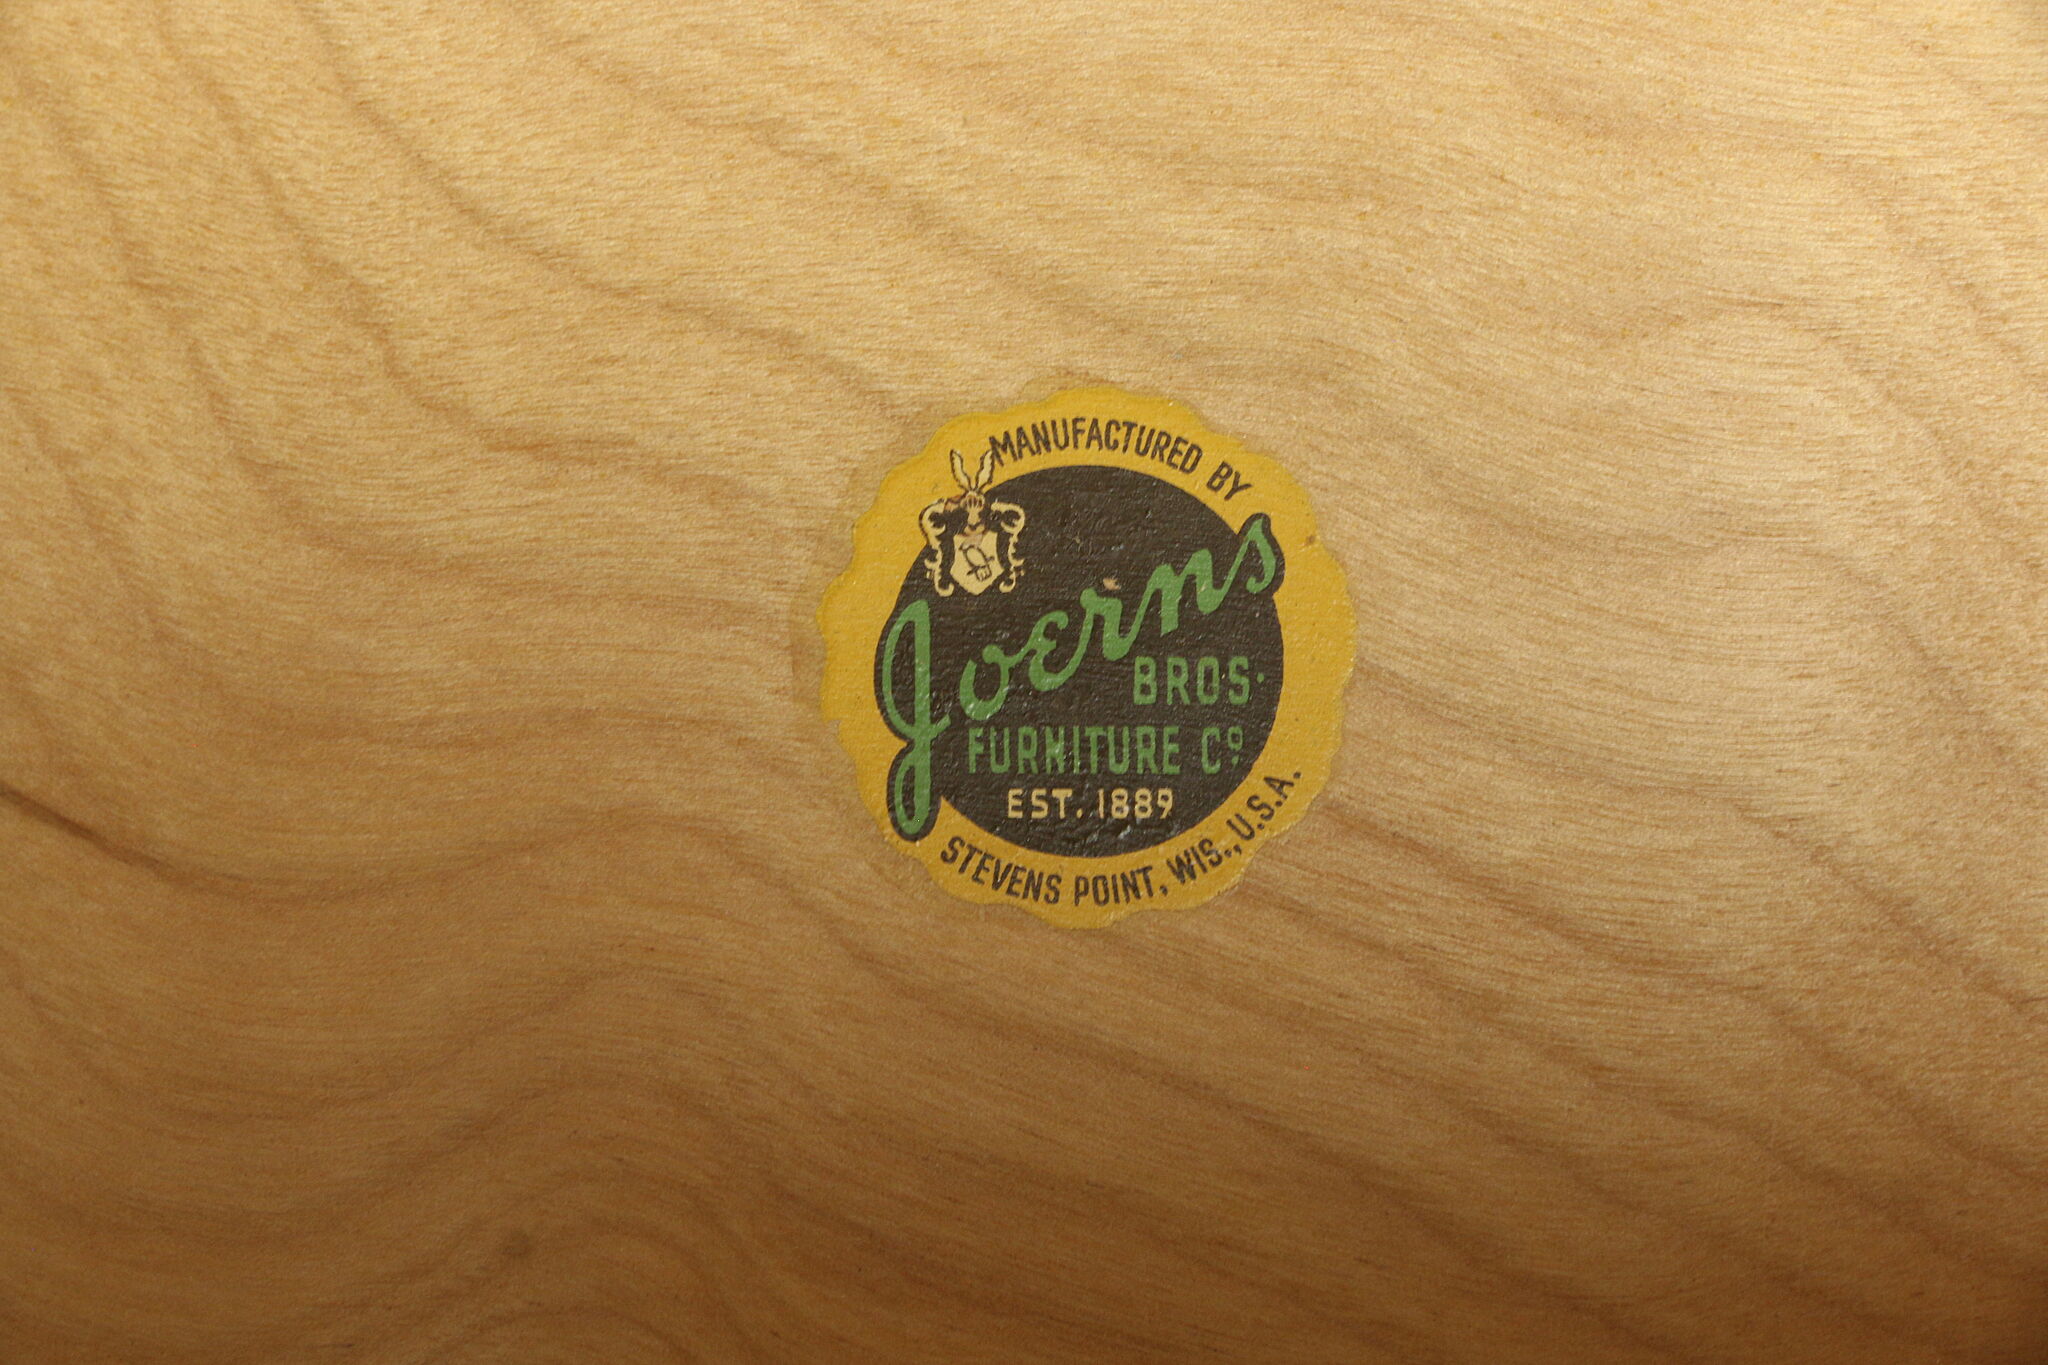 MANUFACTURED BY
Joerns
BROS.
FURNITURE Cº
EST. 1889
STEVENS POINT, WIS., U.S.A.